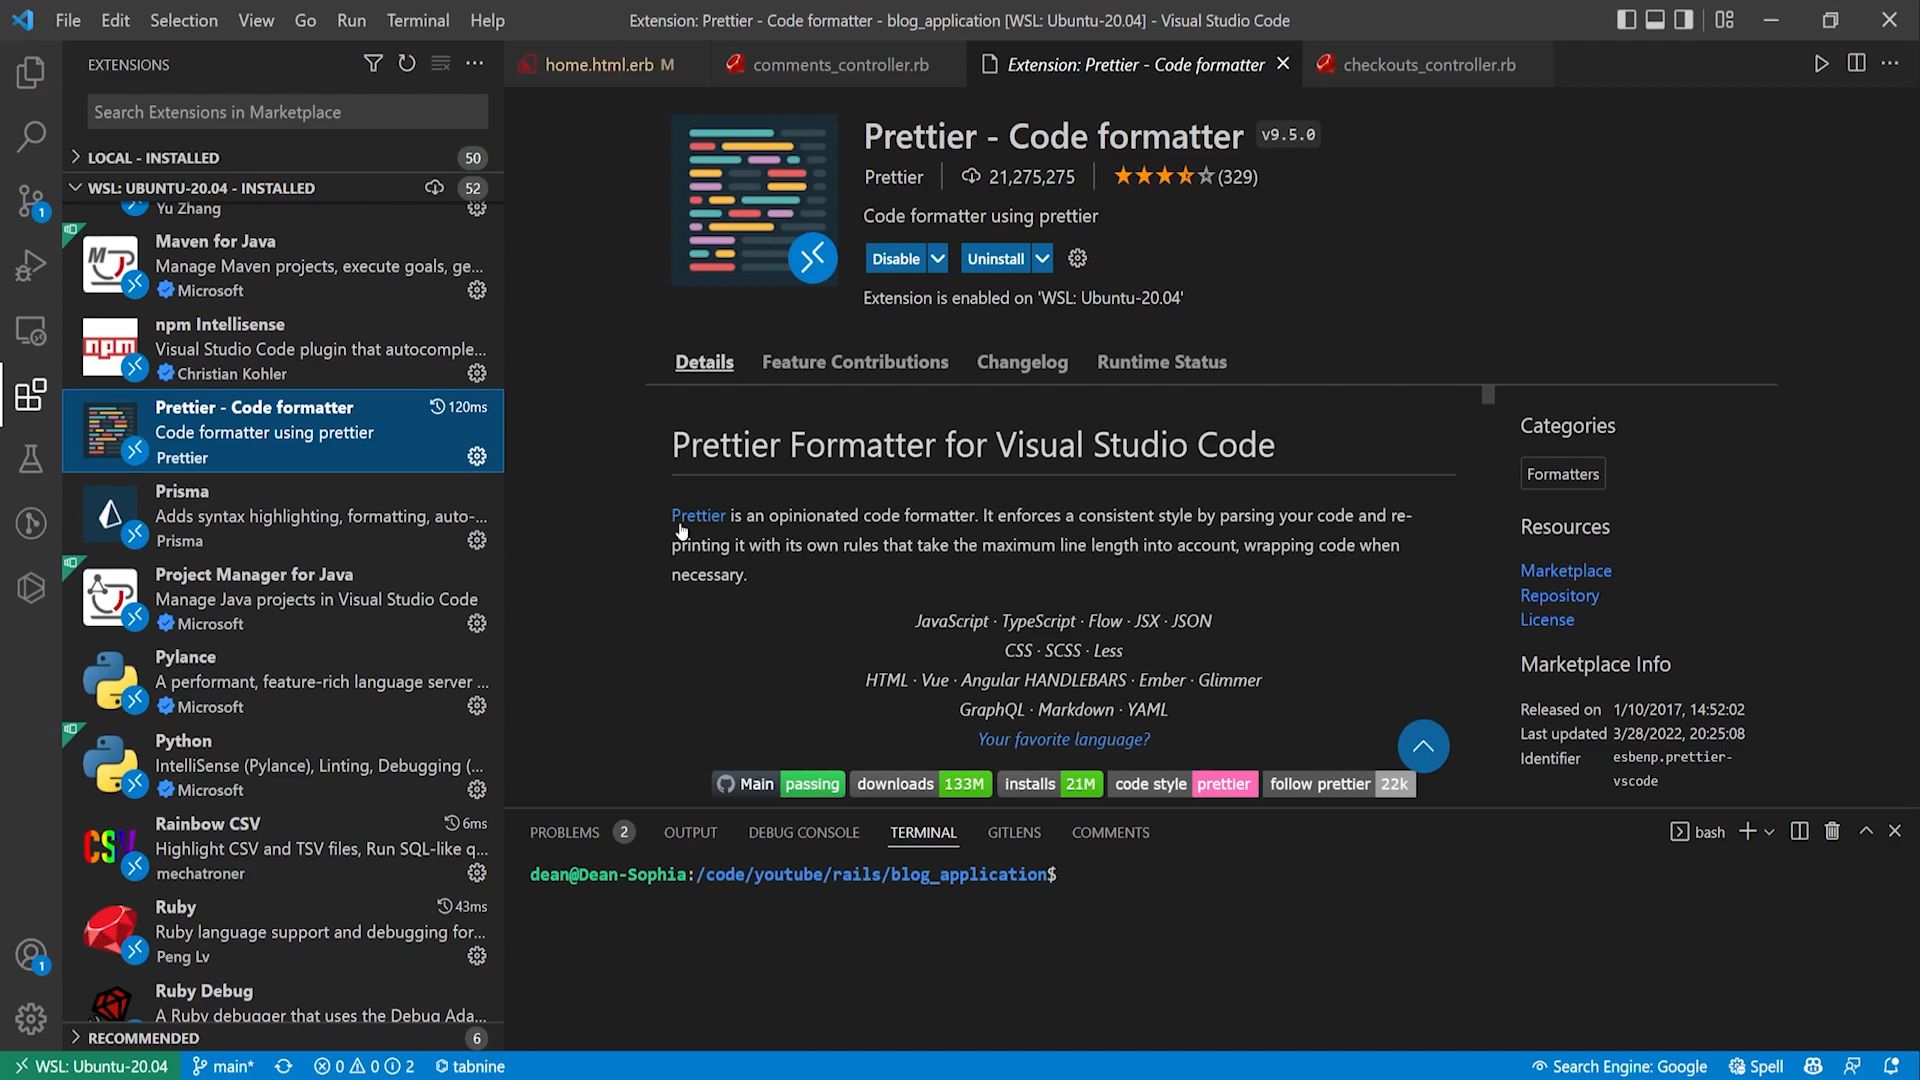 File Edit Selection View Go Run Terminal Help
Extension: Prettier - Code formatter - blog_application [WSL: Ubuntu-20.04] - Visual Studio Code
EXTENSIONS
Search Extensions in Marketplace
LOCAL - INSTALLED 50
WSL: UBUNTU-20.04 - INSTALLED 52
Yu Zhang
Maven for Java
Manage Maven projects, execute goals, ge...
Microsoft
npm Intellisense
Visual Studio Code plugin that autocomple...
Christian Kohler
Prettier - Code formatter 120ms
Code formatter using prettier
Prettier
Prisma
Adds syntax highlighting, formatting, auto-...
Prisma
Project Manager for Java
Manage Java projects in Visual Studio Code
Microsoft
Pylance
A performant, feature-rich language server ...
Microsoft
Python
IntelliSense (Pylance), Linting, Debugging (...
Microsoft
Rainbow CSV 6ms
Highlight CSV and TSV files, Run SQL-like q...
mechatroner
Ruby 43ms
Ruby language support and debugging for...
Peng Lv
Ruby Debug
A Ruby debugger that uses the Debug Ada...
RECOMMENDED 6
home.html.erb M
comments_controller.rb
Extension: Prettier - Code formatter
checkouts_controller.rb
Prettier - Code formatter v9.5.0
Prettier 21,275,275 (329)
Code formatter using prettier
Disable Uninstall
Extension is enabled on 'WSL: Ubuntu-20.04'
Details Feature Contributions Changelog Runtime Status
Prettier Formatter for Visual Studio Code
Prettier is an opinionated code formatter. It enforces a consistent style by parsing your code and re-
printing it with its own rules that take the maximum line length into account, wrapping code when
necessary.
JavaScript · TypeScript · Flow · JSX · JSON
CSS · SCSS · Less
HTML · Vue · Angular HANDLEBARS · Ember · Glimmer
GraphQL · Markdown · YAML
Your favorite language?
Main passing downloads 133M installs 21M code style prettier follow prettier 22k
Categories
Formatters
Resources
Marketplace
Repository
License
Marketplace Info
Released on 1/10/2017, 14:52:02
Last updated 3/28/2022, 20:25:08
Identifier esbenp.prettier-
vscode
PROBLEMS 2 OUTPUT DEBUG CONSOLE TERMINAL GITLENS COMMENTS
bash
dean@Dean-Sophia:/code/youtube/rails/blog_application$
WSL: Ubuntu-20.04 main* 0 0 2 tabnine
Search Engine: Google Spell